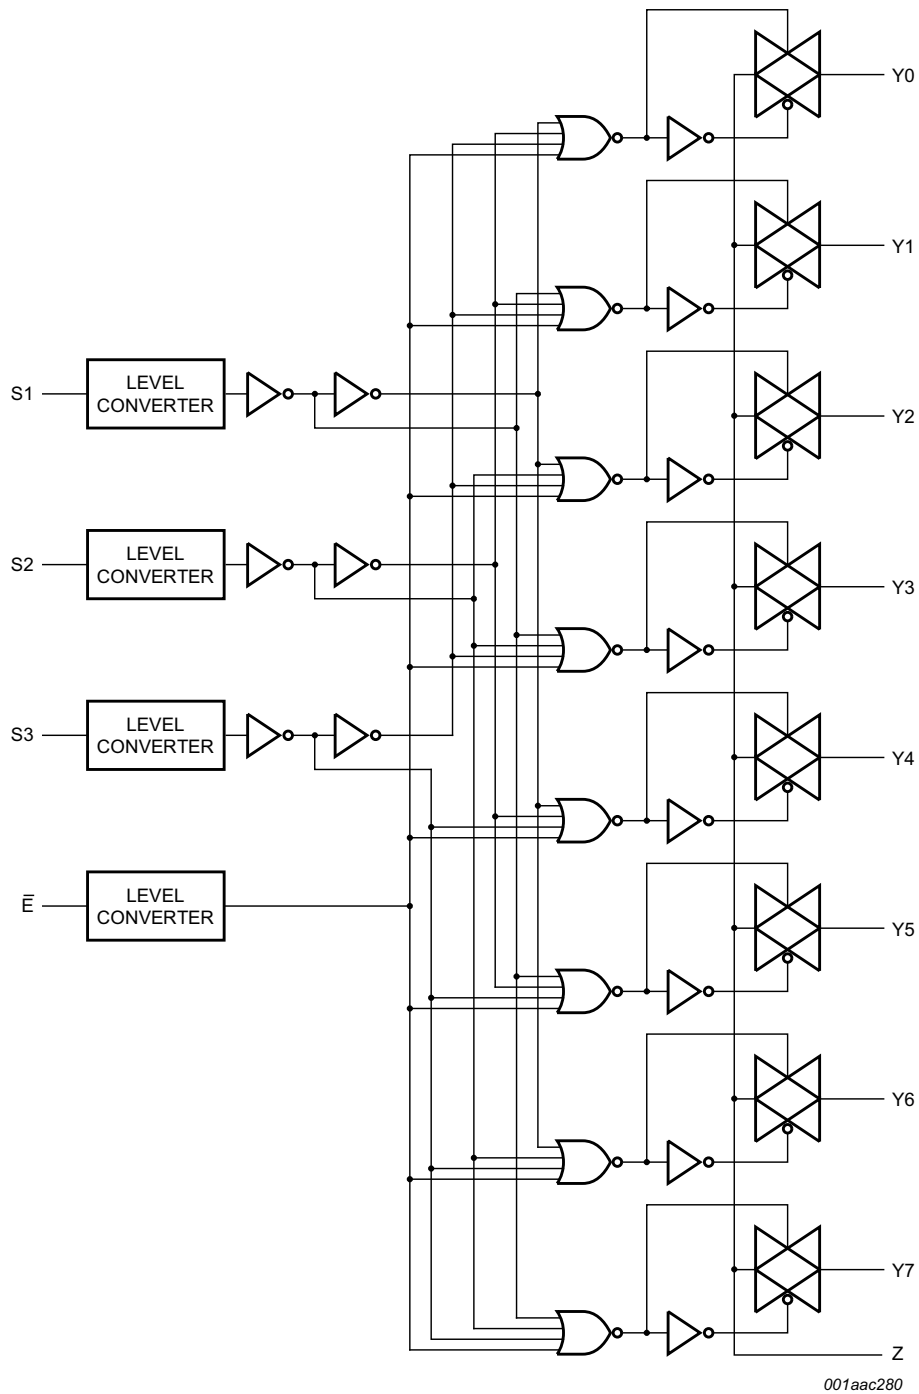 Y0
Y1
S1
LEVEL
CONVERTER
Y2
S2
LEVEL
CONVERTER
Y3
S3
LEVEL
CONVERTER
Y4
E̅
LEVEL
CONVERTER
Y5
Y6
Y7
Z
001aac280